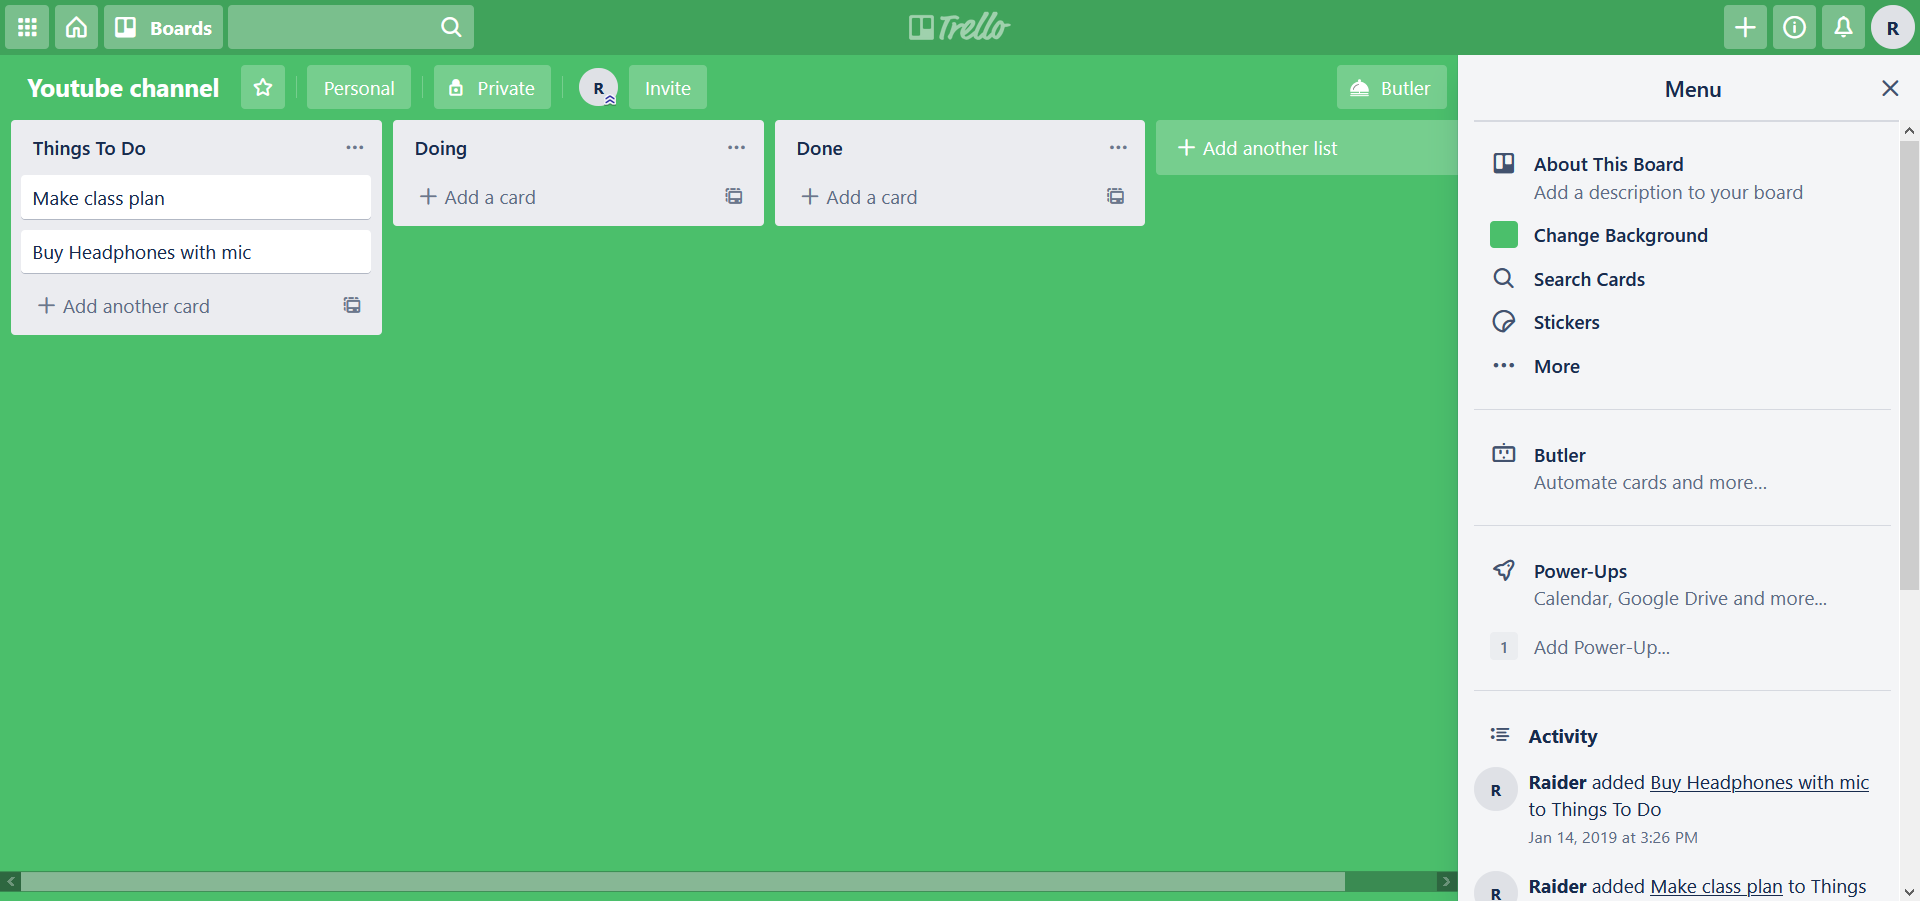 Boards
Trello
R
Youtube channel
Personal
Private
R
Invite
Butler
Things To Do
Make class plan
Buy Headphones with mic
Add another card
Doing
Add a card
Done
Add a card
Add another list
Menu
About This Board
Add a description to your board
Change Background
Search Cards
Stickers
More
Butler
Automate cards and more...
Power-Ups
Calendar, Google Drive and more...
1 Add Power-Up...
Activity
R
Raider added Buy Headphones with mic
to Things To Do
Jan 14, 2019 at 3:26 PM
R
Raider added Make class plan to Things